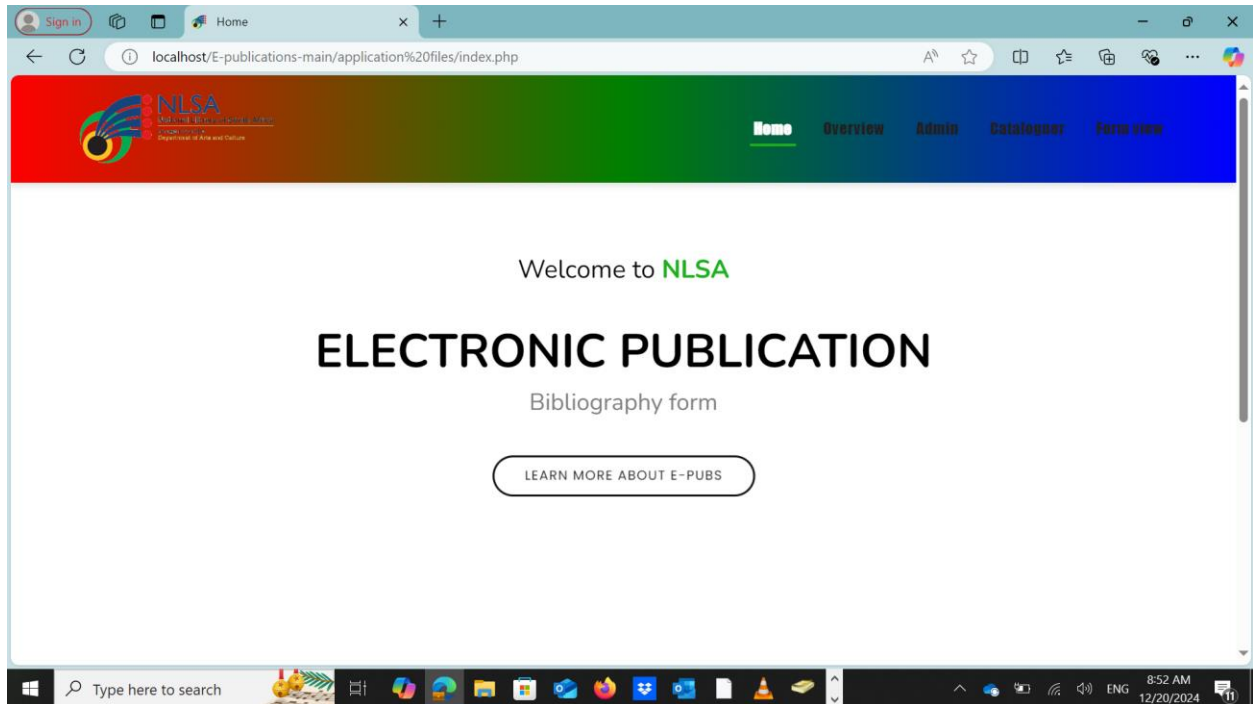 Sign in
Home
localhost/E-publications-main/application%20files/index.php
NLSA
Department of Arts and Culture
Home Overview Admin Cataloguer Form view
Welcome to NLSA
ELECTRONIC PUBLICATION
Bibliography form
LEARN MORE ABOUT E-PUBS
Type here to search
ENG
8:52 AM
12/20/2024
11